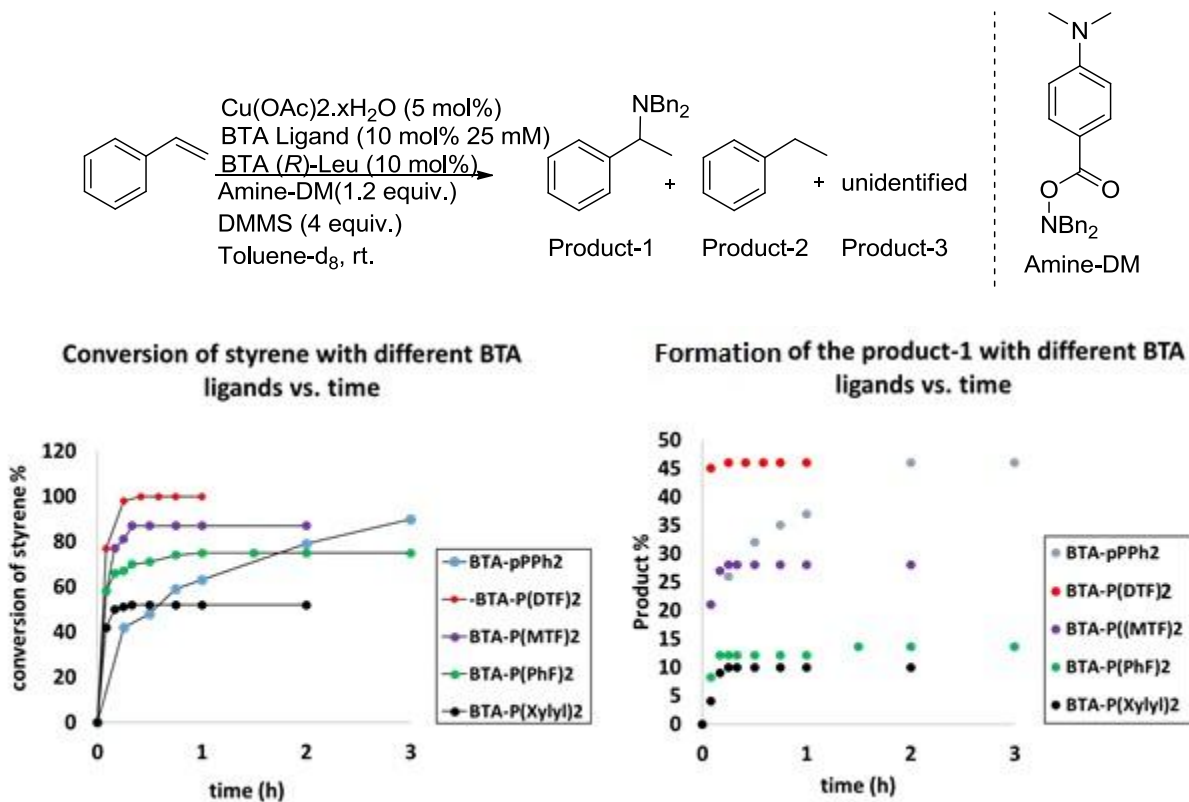 Cu(OAc)2.xH₂O (5 mol%)
BTA Ligand (10 mol% 25 mM)
BTA (R)-Leu (10 mol%)
Amine-DM(1.2 equiv.)
DMMS (4 equiv.)
Toluene-d₈, rt.
NBn₂
+
+
unidentified
Product-1
Product-2
Product-3
N
O
O
NBn₂
Amine-DM
Conversion of styrene with different BTA
ligands vs. time
conversion of styrene %
120
100
80
60
40
20
0
0
1
2
3
time (h)
BTA-pPPh2
-BTA-P(DTF)2
BTA-P(MTF)2
BTA-P(PhF)2
BTA-P(Xylyl)2
Formation of the product-1 with different BTA
ligands vs. time
Product %
50
45
40
35
30
25
20
15
10
5
0
0
1
2
3
time (h)
BTA-pPPh2
BTA-P(DTF)2
BTA-P((MTF)2
BTA-P(PhF)2
BTA-P(Xylyl)2